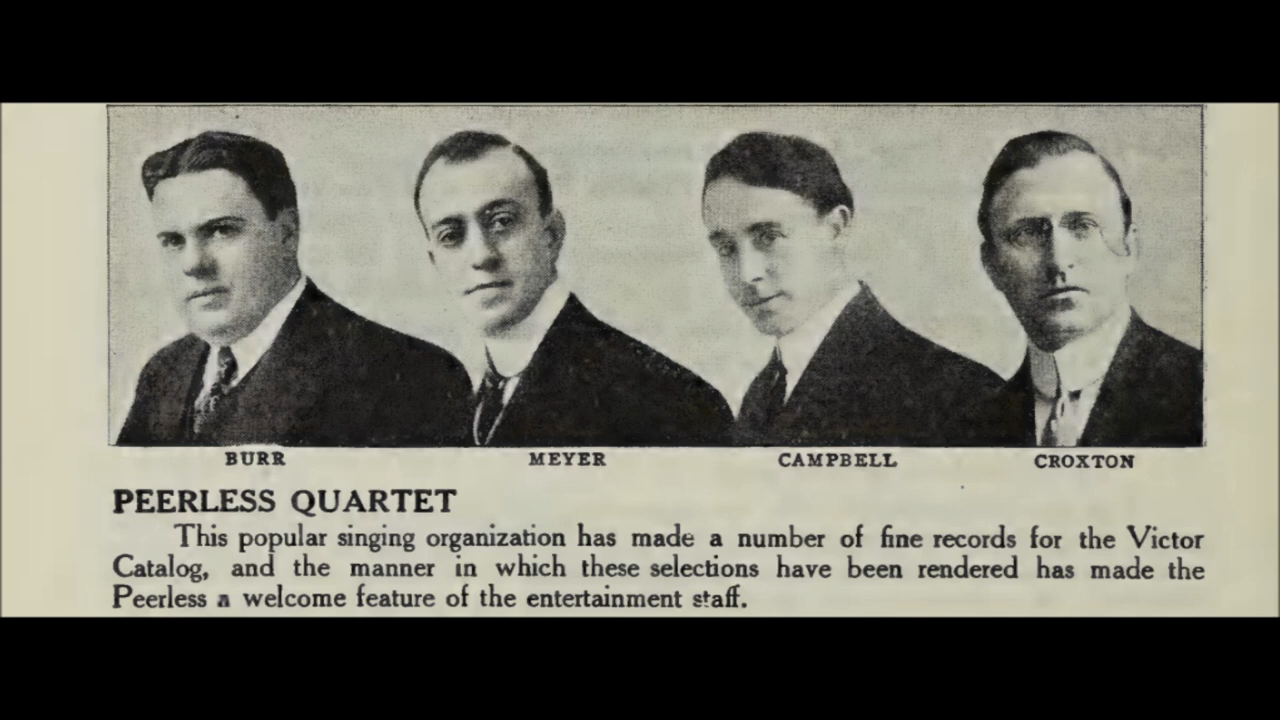 BURR MEYER CAMPBELL CROXTON
PEERLESS QUARTET
This popular singing organization has made a number of fine records for the Victor
Catalog, and the manner in which these selections have been rendered has made the
Peerless a welcome feature of the entertainment staff.